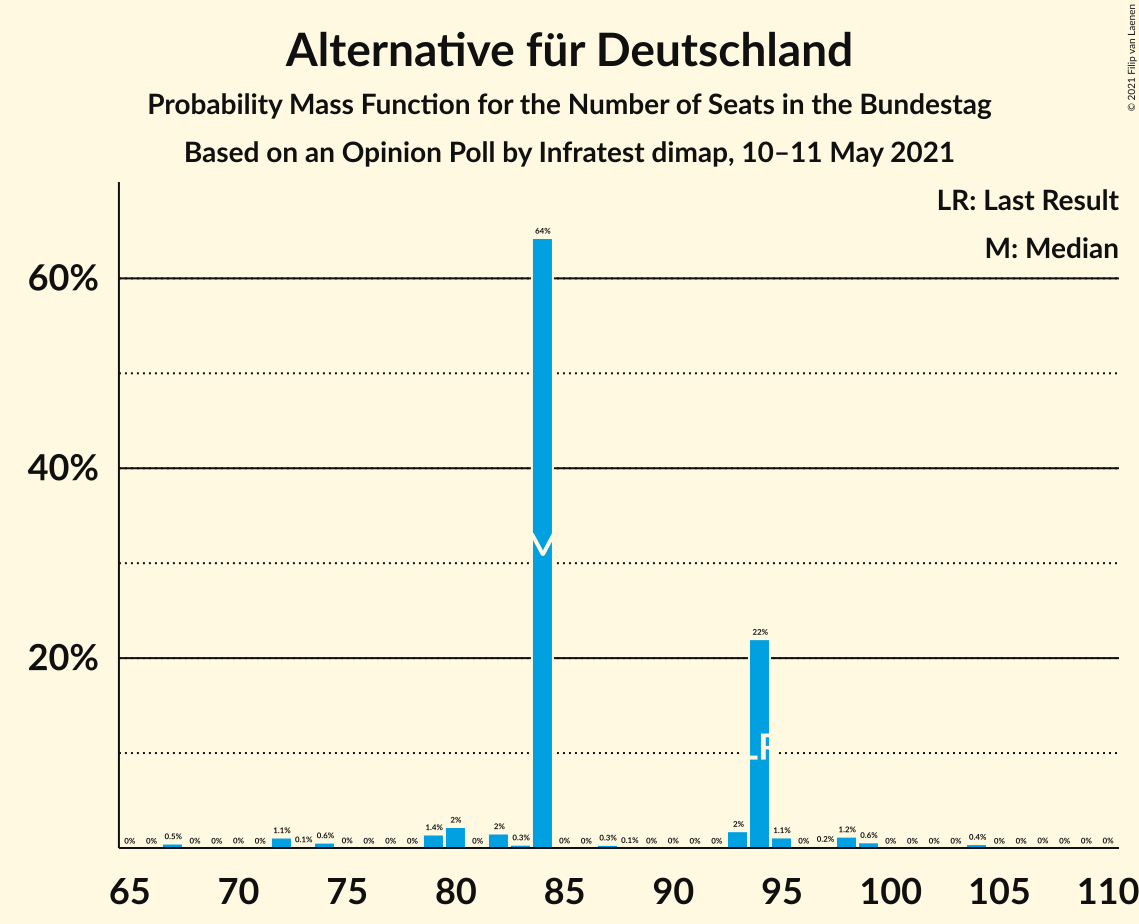 Alternative für Deutschland
Probability Mass Function for the Number of Seats in the Bundestag
Based on an Opinion Poll by Infratest dimap, 10–11 May 2021
© 2021 Filip van Laenen
LR: Last Result
M: Median
60%
40%
20%
0% 0% 0.5% 0% 0% 0% 0% 1.1% 0.1% 0.6% 0% 0% 0% 0% 1.4% 2% 0% 2% 0.3% 64% 0% 0% 0.3% 0.1% 0% 0% 0% 0% 2% 22% 1.1% 0% 0.2% 1.2% 0.6% 0% 0% 0% 0% 0.4% 0% 0% 0% 0% 0% 0%
M
LR
65 70 75 80 85 90 95 100 105 110